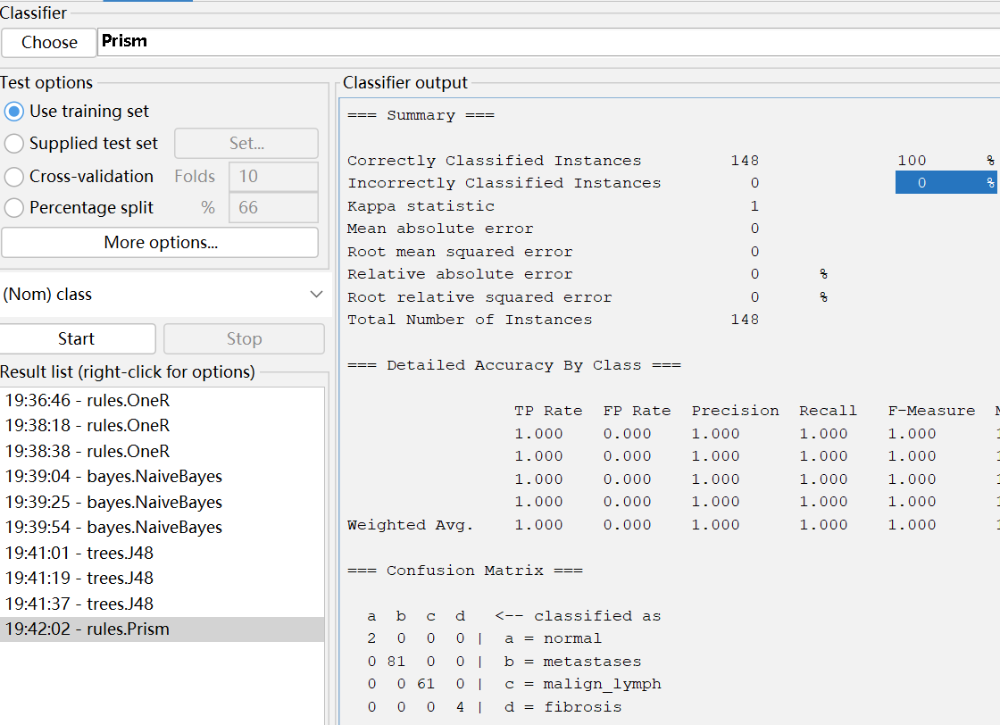 Classifier
Choose Prism
Test options
Use training set
Supplied test set Set...
Cross-validation Folds 10
Percentage split % 66
More options...
(Nom) class
Start Stop
Result list (right-click for options)
19:36:46 - rules.OneR
19:38:18 - rules.OneR
19:38:38 - rules.OneR
19:39:04 - bayes.NaiveBayes
19:39:25 - bayes.NaiveBayes
19:39:54 - bayes.NaiveBayes
19:41:01 - trees.J48
19:41:19 - trees.J48
19:41:37 - trees.J48
19:42:02 - rules.Prism
Classifier output
=== Summary ===
Correctly Classified Instances 148 100 %
Incorrectly Classified Instances 0 0 %
Kappa statistic 1
Mean absolute error 0
Root mean squared error 0
Relative absolute error 0 %
Root relative squared error 0 %
Total Number of Instances 148
=== Detailed Accuracy By Class ===
TP Rate FP Rate Precision Recall F-Measure
1.000 0.000 1.000 1.000 1.000
1.000 0.000 1.000 1.000 1.000
1.000 0.000 1.000 1.000 1.000
1.000 0.000 1.000 1.000 1.000
Weighted Avg. 1.000 0.000 1.000 1.000 1.000
=== Confusion Matrix ===
a b c d <-- classified as
2 0 0 0 | a = normal
0 81 0 0 | b = metastases
0 0 61 0 | c = malign_lymph
0 0 0 4 | d = fibrosis